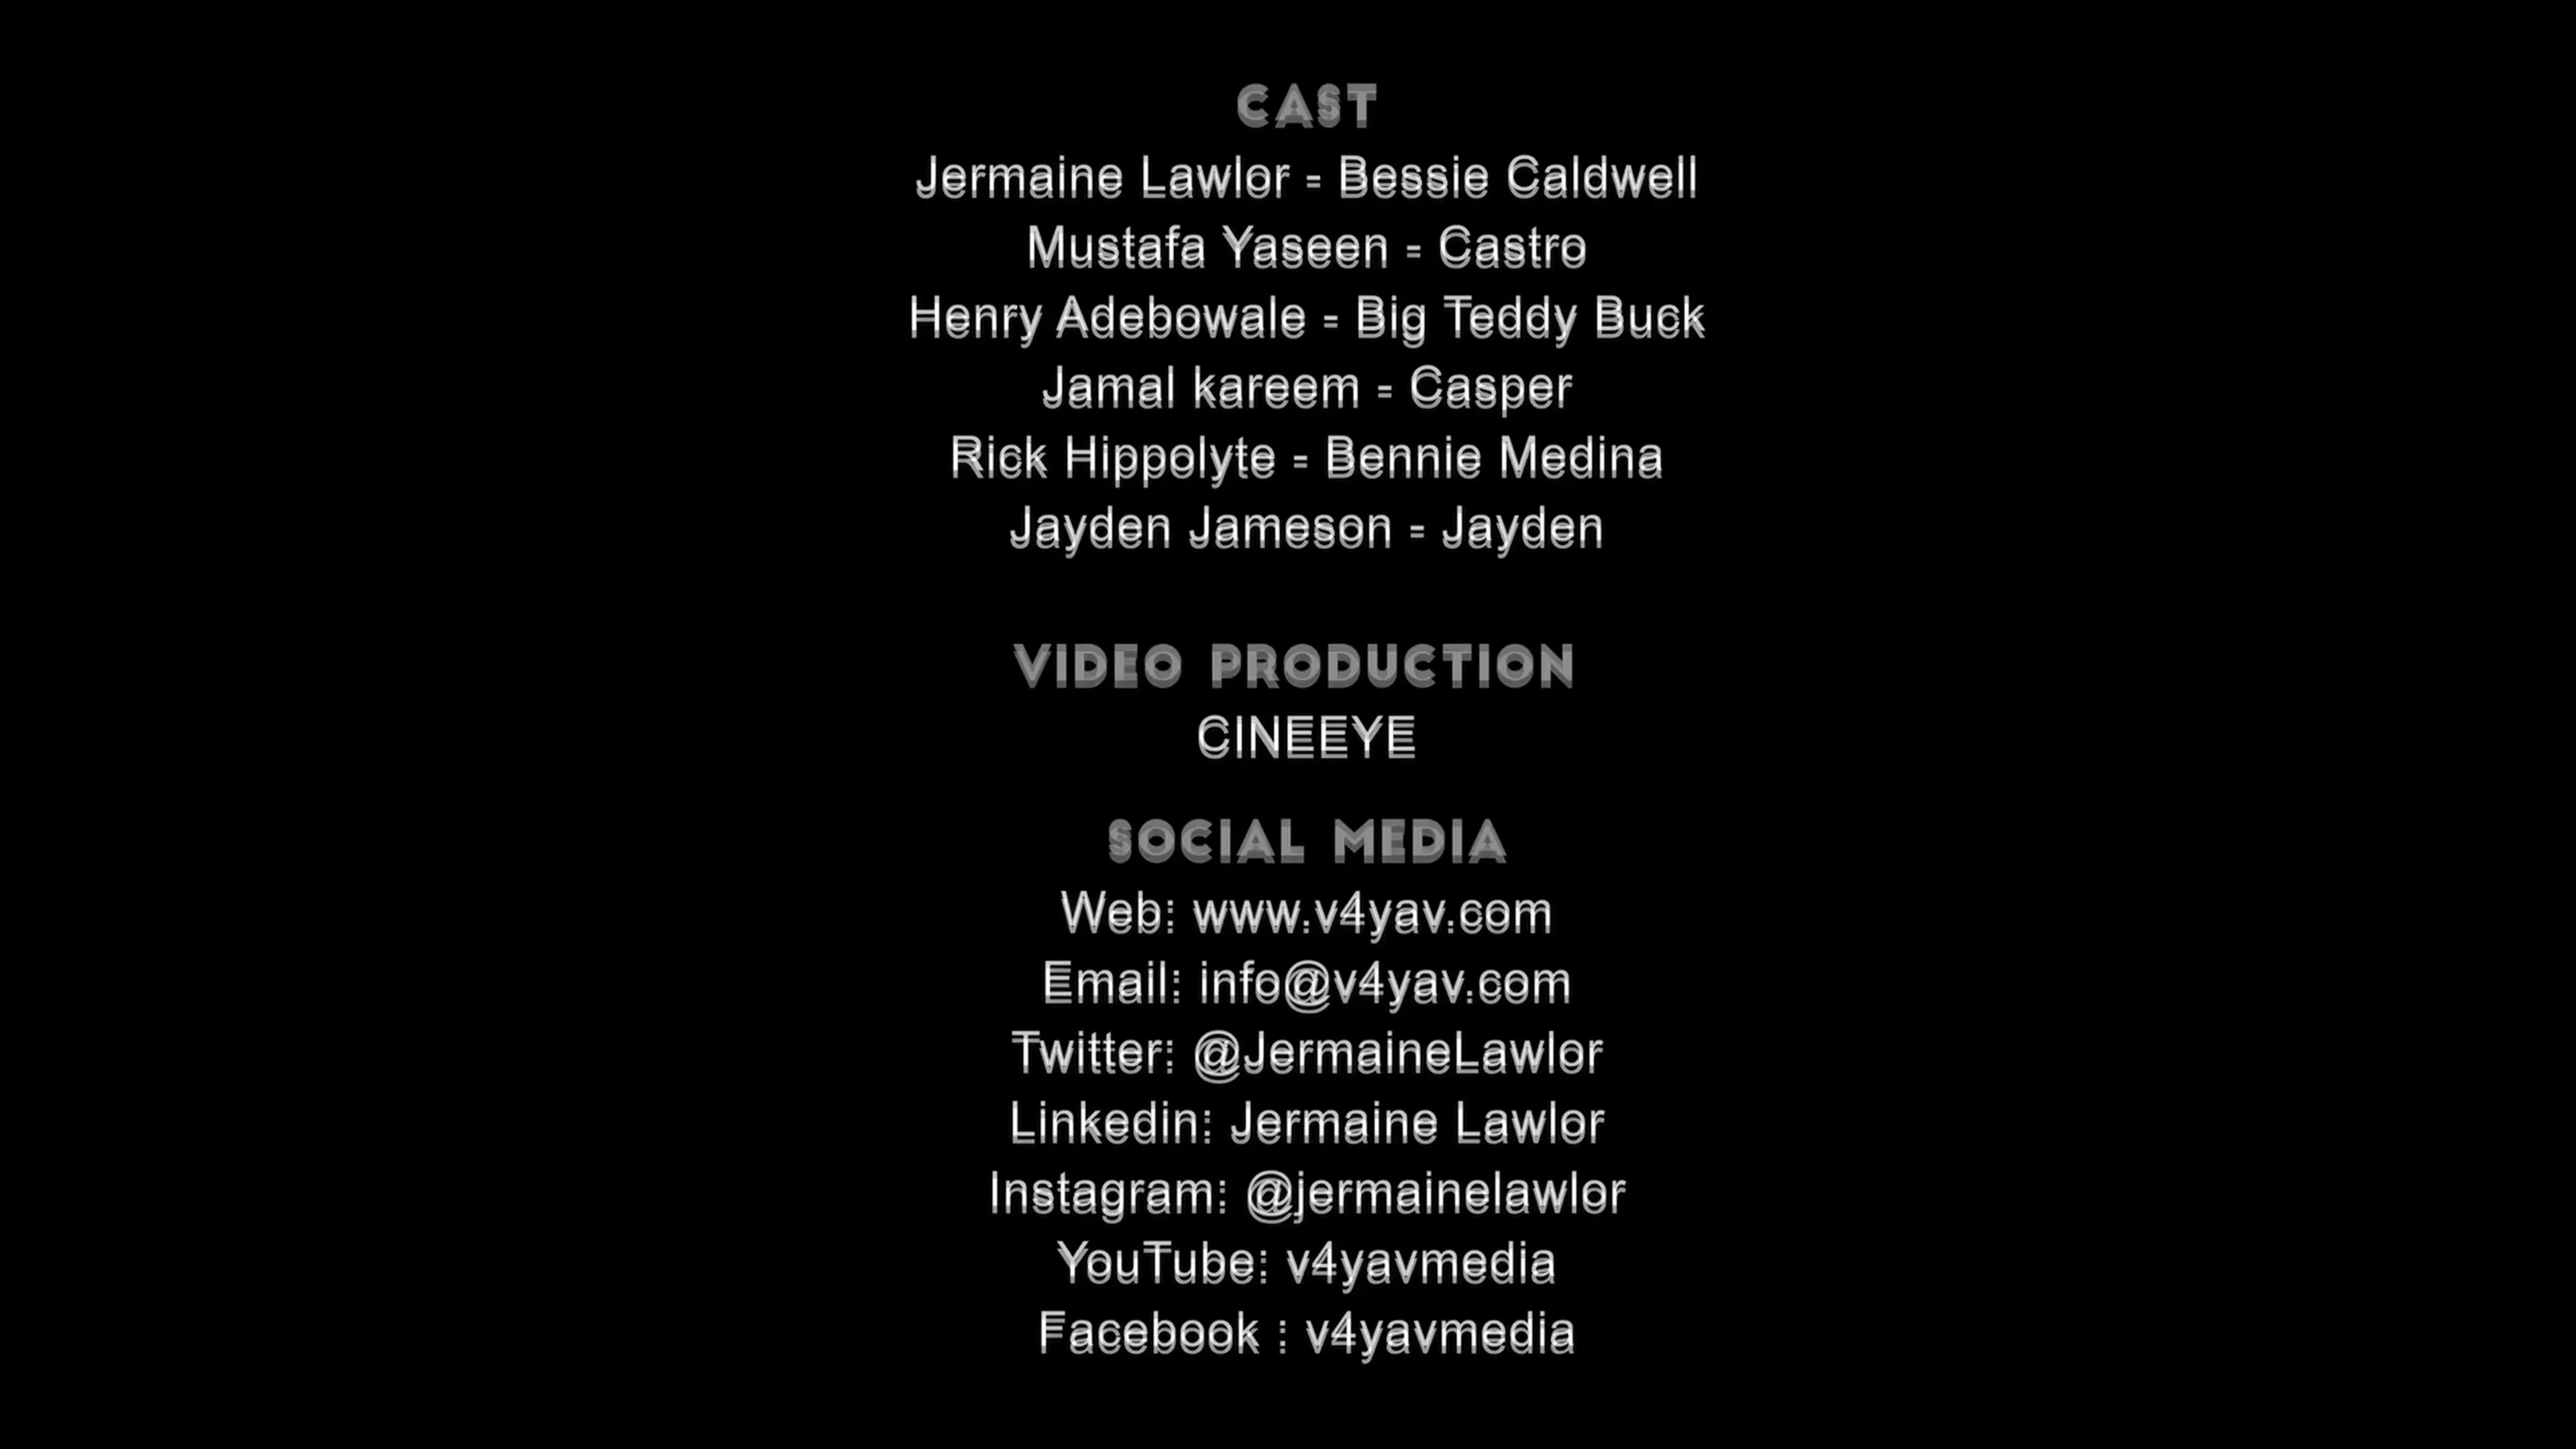 CAST
Jermaine Lawlor - Bessie Caldwell
Mustafa Yaseen - Castro
Henry Adebowale - Big Teddy Buck
Jamal kareem - Casper
Rick Hippolyte - Bennie Medina
Jayden Jameson - Jayden
VIDEO PRODUCTION
CINEEYE
SOCIAL MEDIA
Web: www.v4yav.com
Email: info@v4yav.com
Twitter: @JermaineLawlor
Linkedin: Jermaine Lawlor
Instagram: @jermainelawlor
YouTube: v4yavmedia
Facebook : v4yavmedia